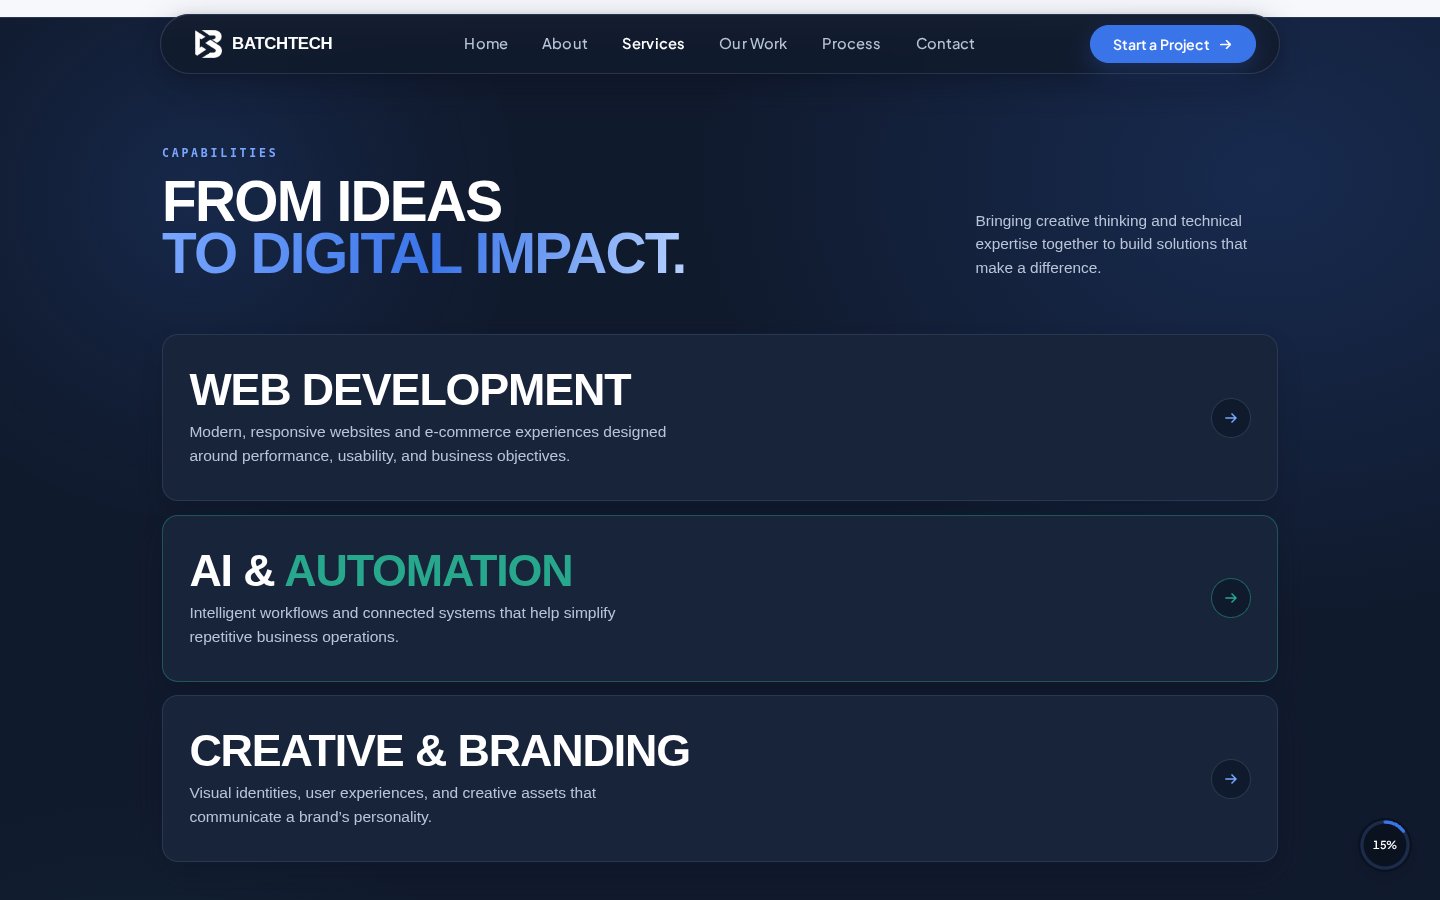 BATCHTECH
Home
About
Services
Our Work
Process
Contact
Start a Project
CAPABILITIES
FROM IDEAS
TO DIGITAL IMPACT.
Bringing creative thinking and technical
expertise together to build solutions that
make a difference.
WEB DEVELOPMENT
Modern, responsive websites and e-commerce experiences designed
around performance, usability, and business objectives.
AI & AUTOMATION
Intelligent workflows and connected systems that help simplify
repetitive business operations.
CREATIVE & BRANDING
Visual identities, user experiences, and creative assets that
communicate a brand’s personality.
15%